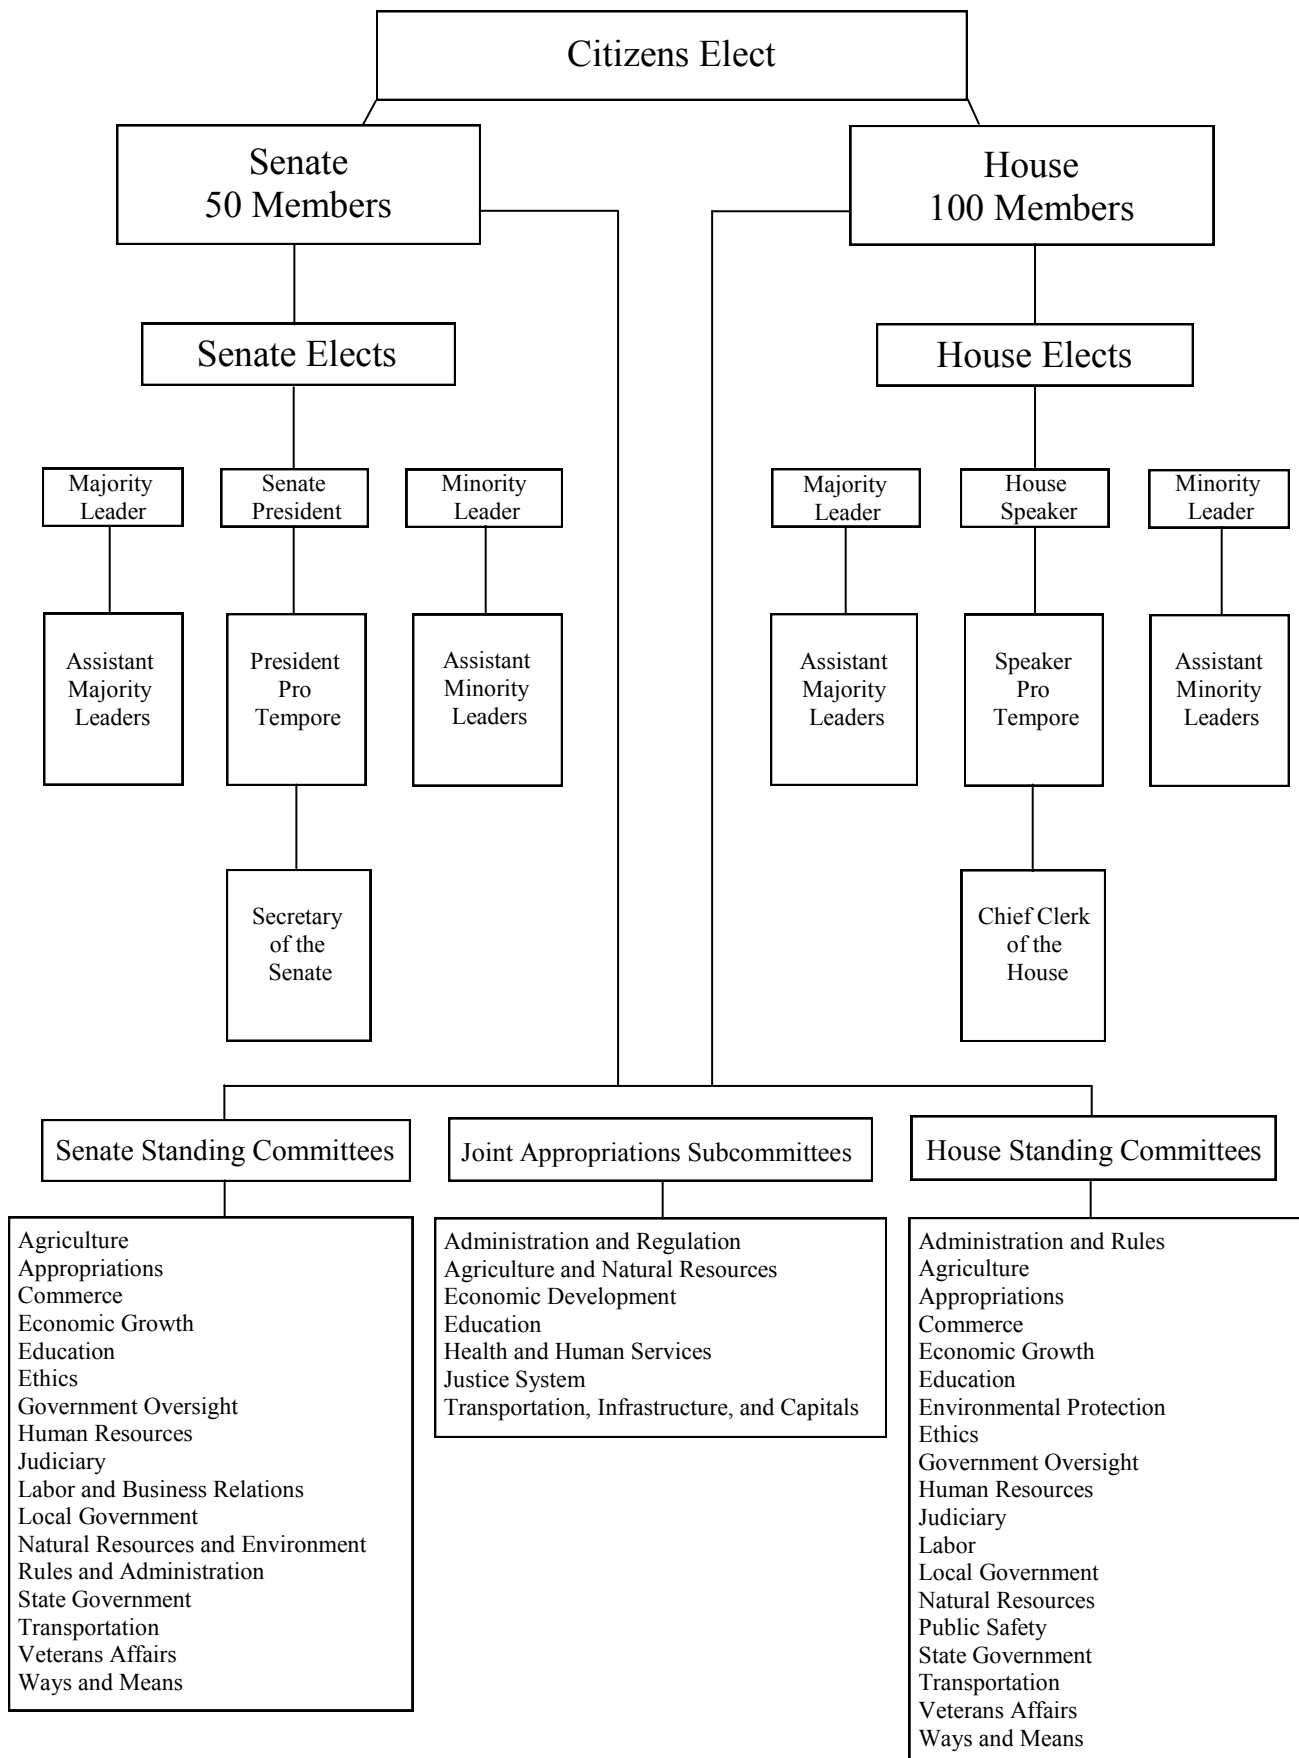 Citizens Elect
Senate
50 Members
House
100 Members
Senate Elects
House Elects
Majority
Leader
Senate
President
Minority
Leader
Majority
Leader
House
Speaker
Minority
Leader
Assistant
Majority
Leaders
President
Pro
Tempore
Assistant
Minority
Leaders
Assistant
Majority
Leaders
Speaker
Pro
Tempore
Assistant
Minority
Leaders
Secretary
of the
Senate
Chief Clerk
of the
House
Senate Standing Committees
Joint Appropriations Subcommittees
House Standing Committees
Agriculture
Appropriations
Commerce
Economic Growth
Education
Ethics
Government Oversight
Human Resources
Judiciary
Labor and Business Relations
Local Government
Natural Resources and Environment
Rules and Administration
State Government
Transportation
Veterans Affairs
Ways and Means
Administration and Regulation
Agriculture and Natural Resources
Economic Development
Education
Health and Human Services
Justice System
Transportation, Infrastructure, and Capitals
Administration and Rules
Agriculture
Appropriations
Commerce
Economic Growth
Education
Environmental Protection
Ethics
Government Oversight
Human Resources
Judiciary
Labor
Local Government
Natural Resources
Public Safety
State Government
Transportation
Veterans Affairs
Ways and Means